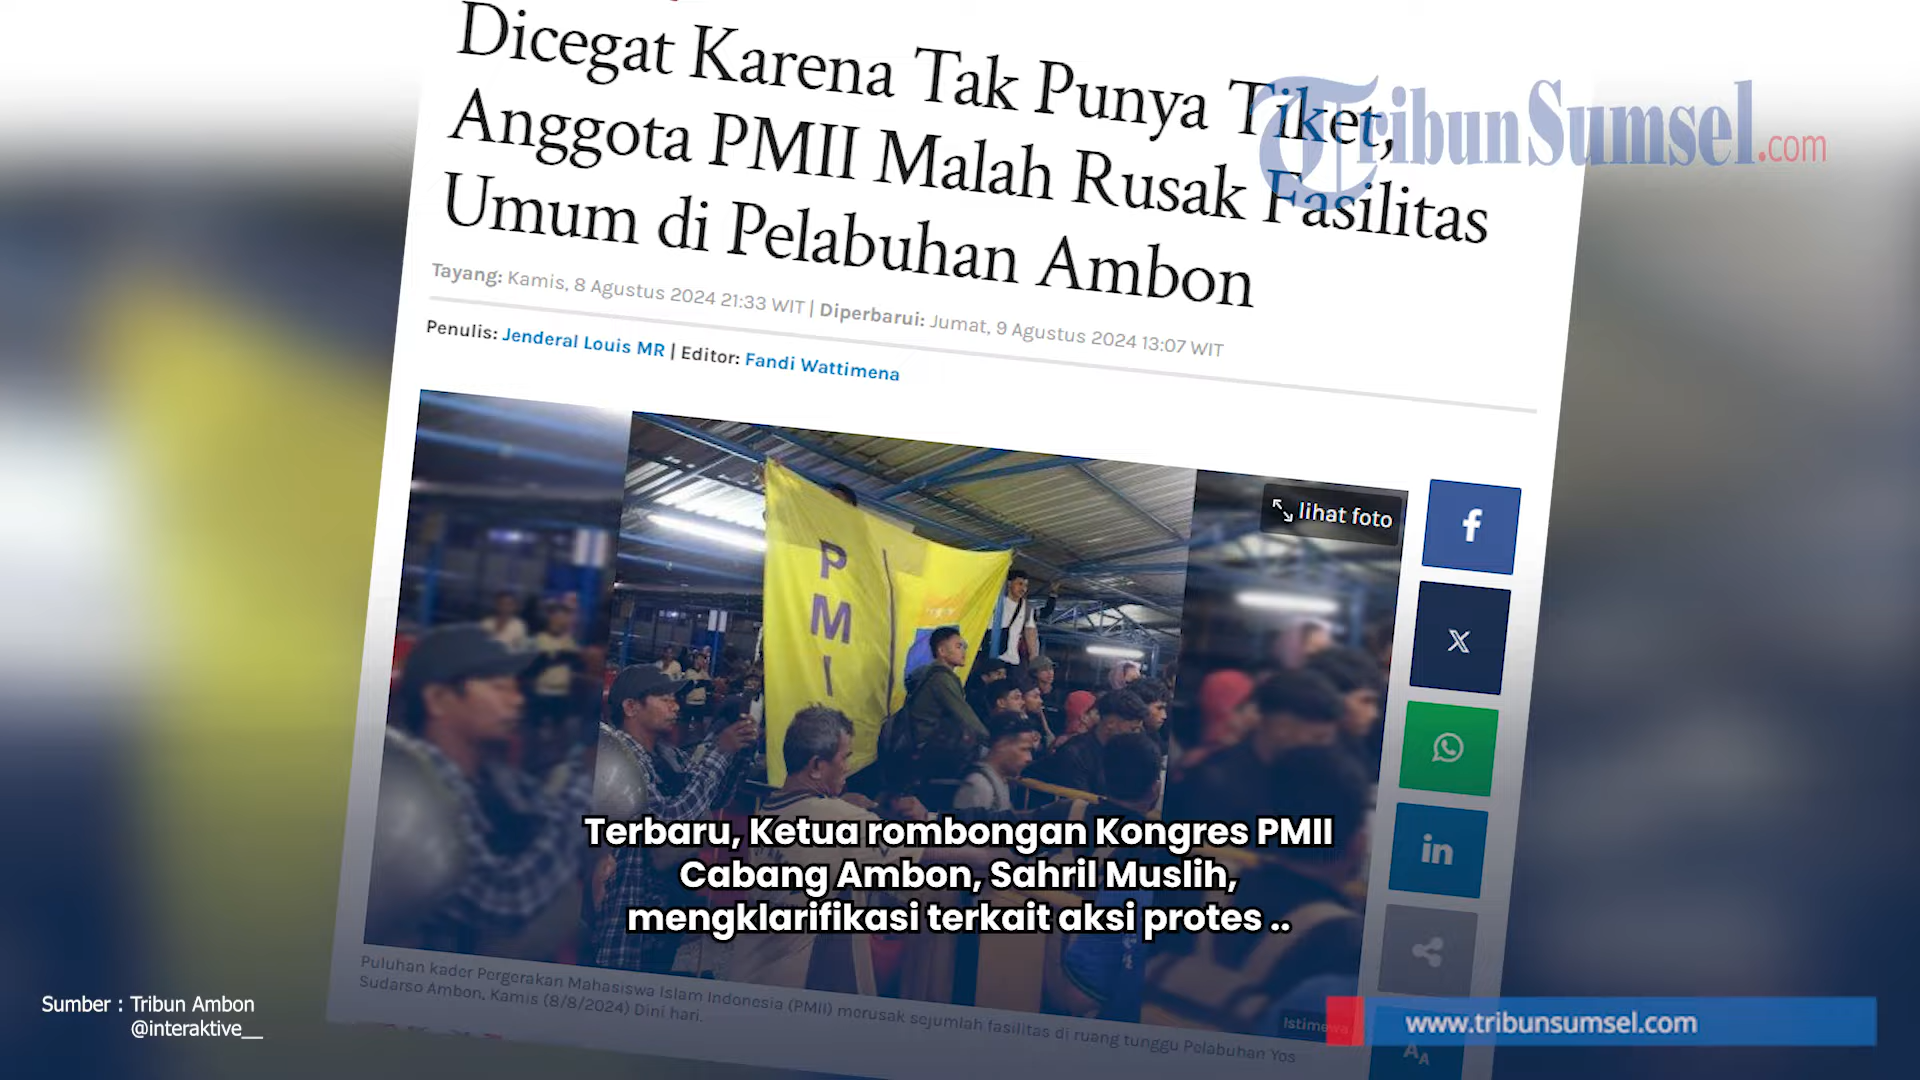 Dicegat Karena Tak Punya Tiket,
Anggota PMII Malah Rusak Fasilitas
Umum di Pelabuhan Ambon
TribunSumsel.com
Tayang: Kamis, 8 Agustus 2024 21:33 WIT | Diperbarui: Jumat, 9 Agustus 2024 13:07 WIT
Penulis: Jenderal Louis MR | Editor: Fandi Wattimena
lihat foto
P
M
I
f
X
in
Terbaru, Ketua rombongan Kongres PMII
Cabang Ambon, Sahril Muslih,
mengklarifikasi terkait aksi protes ..
Puluhan kader Pergerakan Mahasiswa Islam Indonesia (PMII) merusak sejumlah fasilitas di ruang tunggu Pelabuhan Yos
Sudarso Ambon, Kamis (8/8/2024) Dini hari.
Istimewa
AA
Sumber : Tribun Ambon
@interaktive__
www.tribunsumsel.com